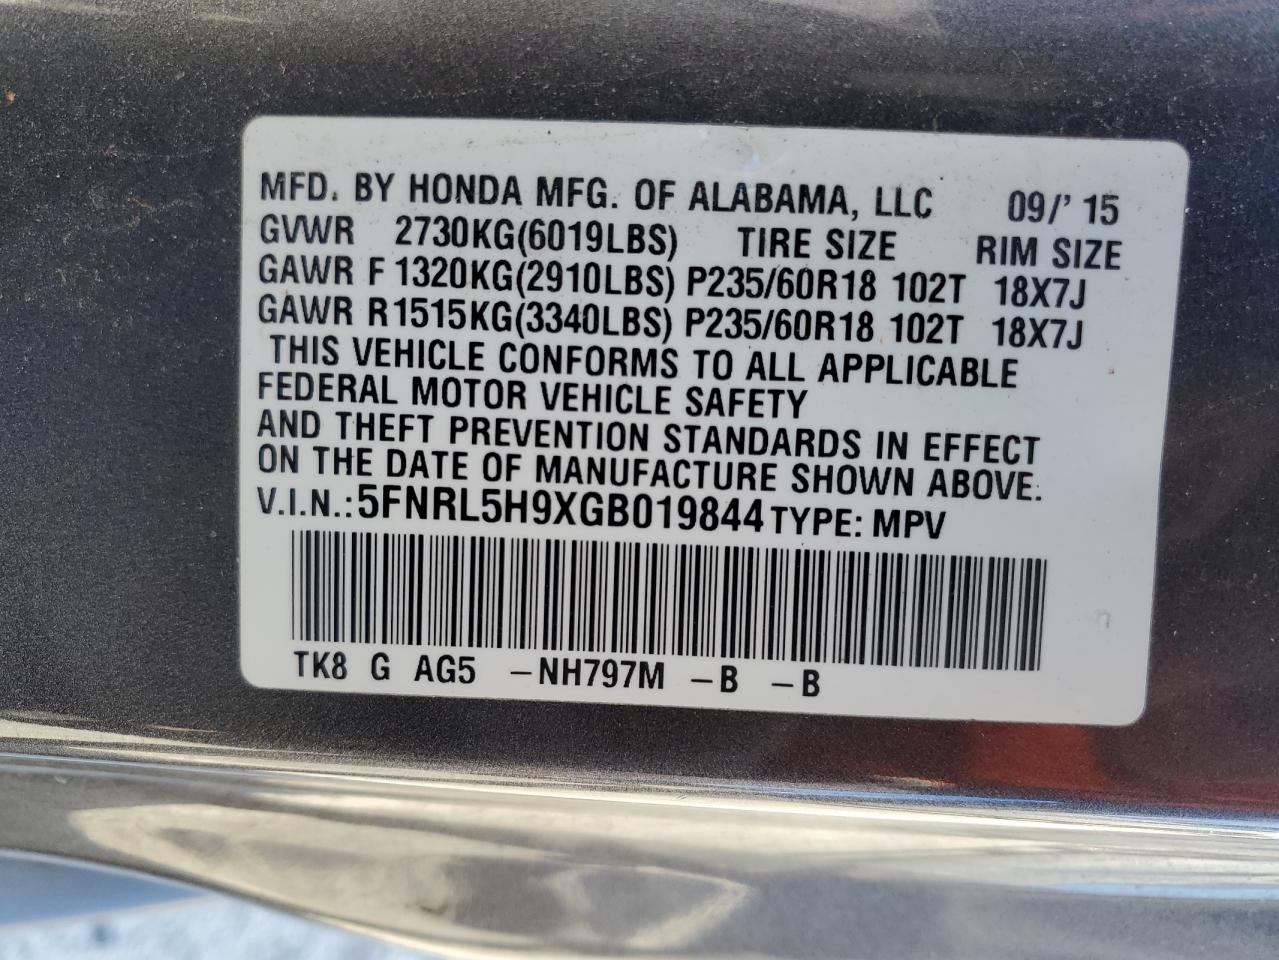 MFD. BY HONDA MFG. OF ALABAMA, LLC 09/' 15
GVWR 2730KG(6019LBS) TIRE SIZE RIM SIZE
GAWR F 1320KG(2910LBS) P235/60R18 102T 18X7J
GAWR R 1515KG(3340LBS) P235/60R18 102T 18X7J
THIS VEHICLE CONFORMS TO ALL APPLICABLE
FEDERAL MOTOR VEHICLE SAFETY
AND THEFT PREVENTION STANDARDS IN EFFECT
ON THE DATE OF MANUFACTURE SHOWN ABOVE.
V.I.N.: 5FNRL5H9XGB019844 TYPE: MPV
TK8 G AG5 –NH797M –B –B